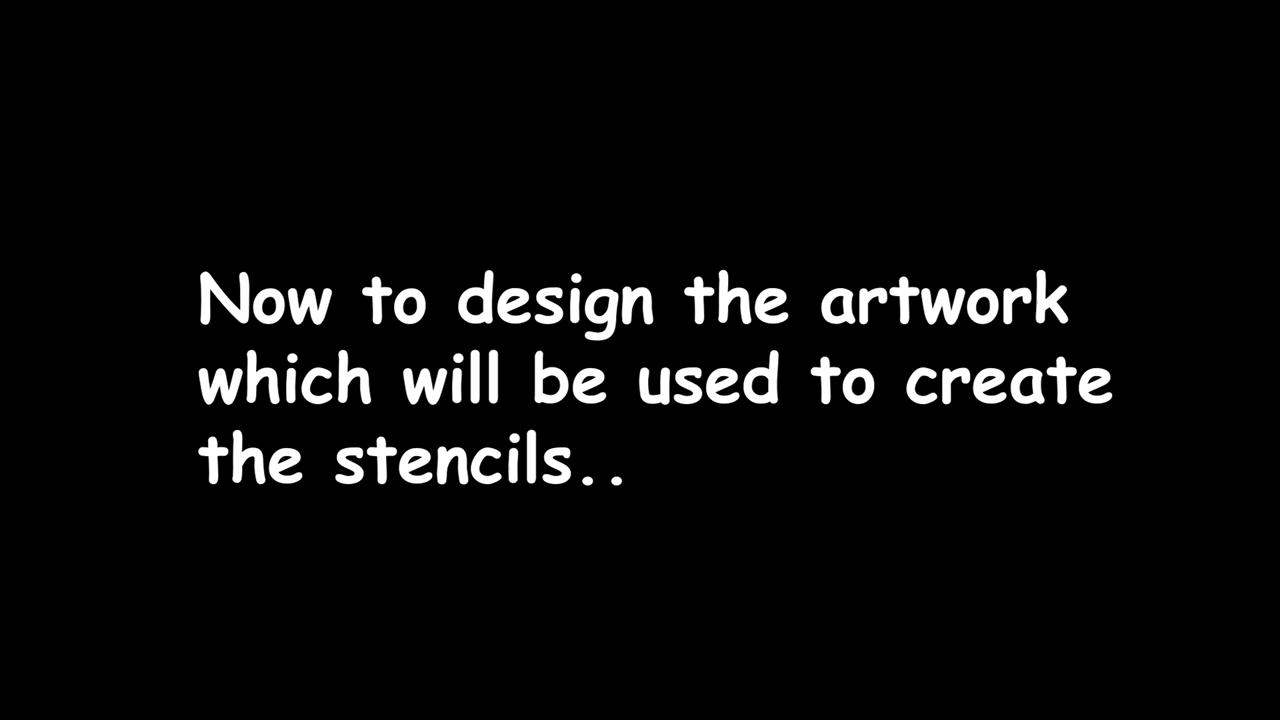 Now to design the artwork
which will be used to create
the stencils..